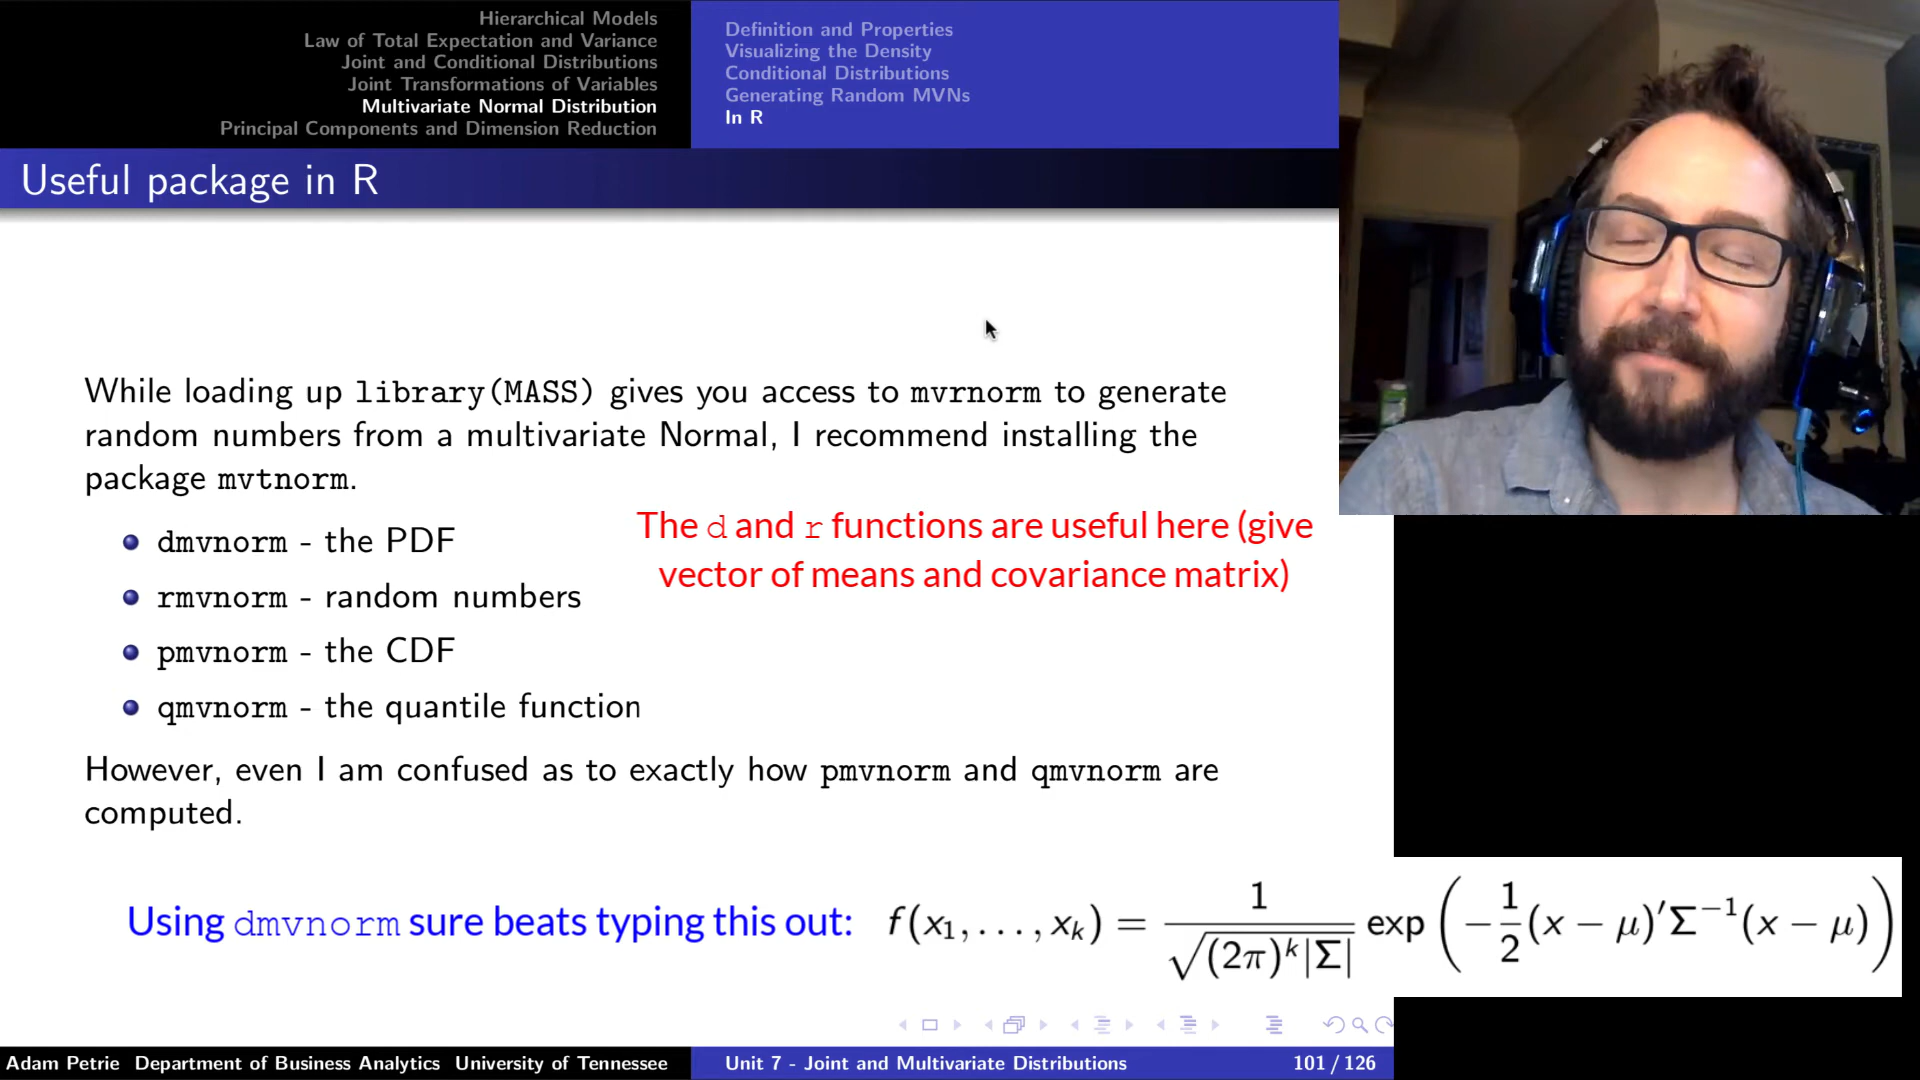 Hierarchical Models
Law of Total Expectation and Variance
Joint and Conditional Distributions
Joint Transformations of Variables
Multivariate Normal Distribution
Principal Components and Dimension Reduction
Definition and Properties
Visualizing the Density
Conditional Distributions
Generating Random MVNs
In R
Useful package in R
While loading up library(MASS) gives you access to mvrnorm to generate
random numbers from a multivariate Normal, I recommend installing the
package mvtnorm.
The d and r functions are useful here (give
vector of means and covariance matrix)
dmvnorm - the PDF
rmvnorm - random numbers
pmvnorm - the CDF
qmvnorm - the quantile function
However, even I am confused as to exactly how pmvnorm and qmvnorm are
computed.
Using dmvnorm sure beats typing this out: f(x₁, . . . , xₖ) = 1 / √((2π)ᵏ|Σ|) exp(−1/2 (x − μ)′Σ⁻¹(x − μ))
Adam Petrie Department of Business Analytics University of Tennessee
Unit 7 - Joint and Multivariate Distributions
101 / 126